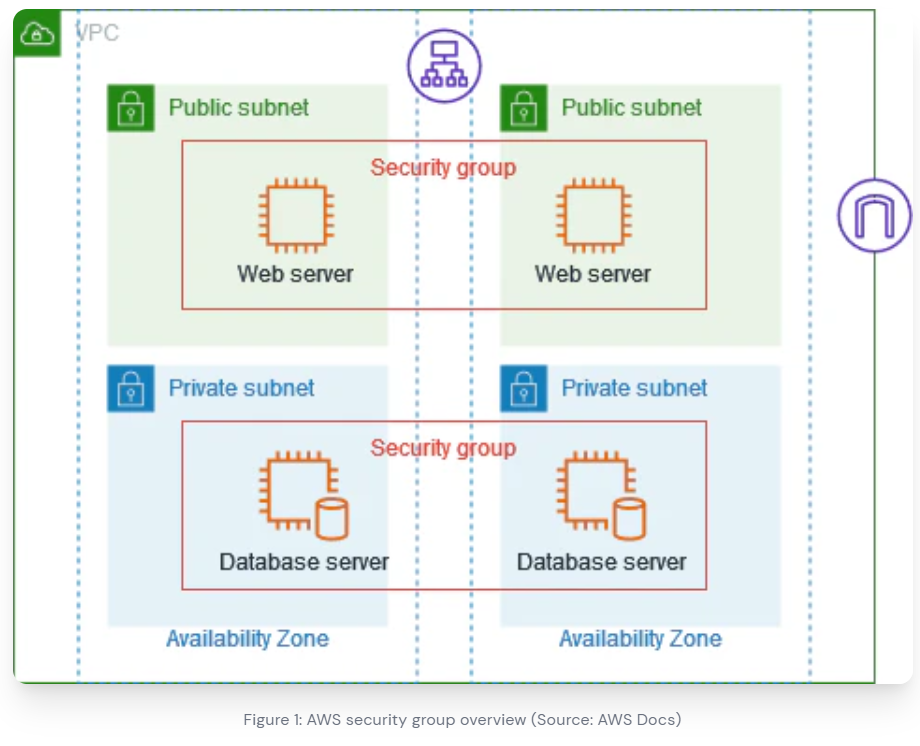 VPC
Public subnet
Public subnet
Security group
Web server
Web server
Private subnet
Private subnet
Security group
Database server
Database server
Availability Zone
Availability Zone
Figure 1: AWS security group overview (Source: AWS Docs)